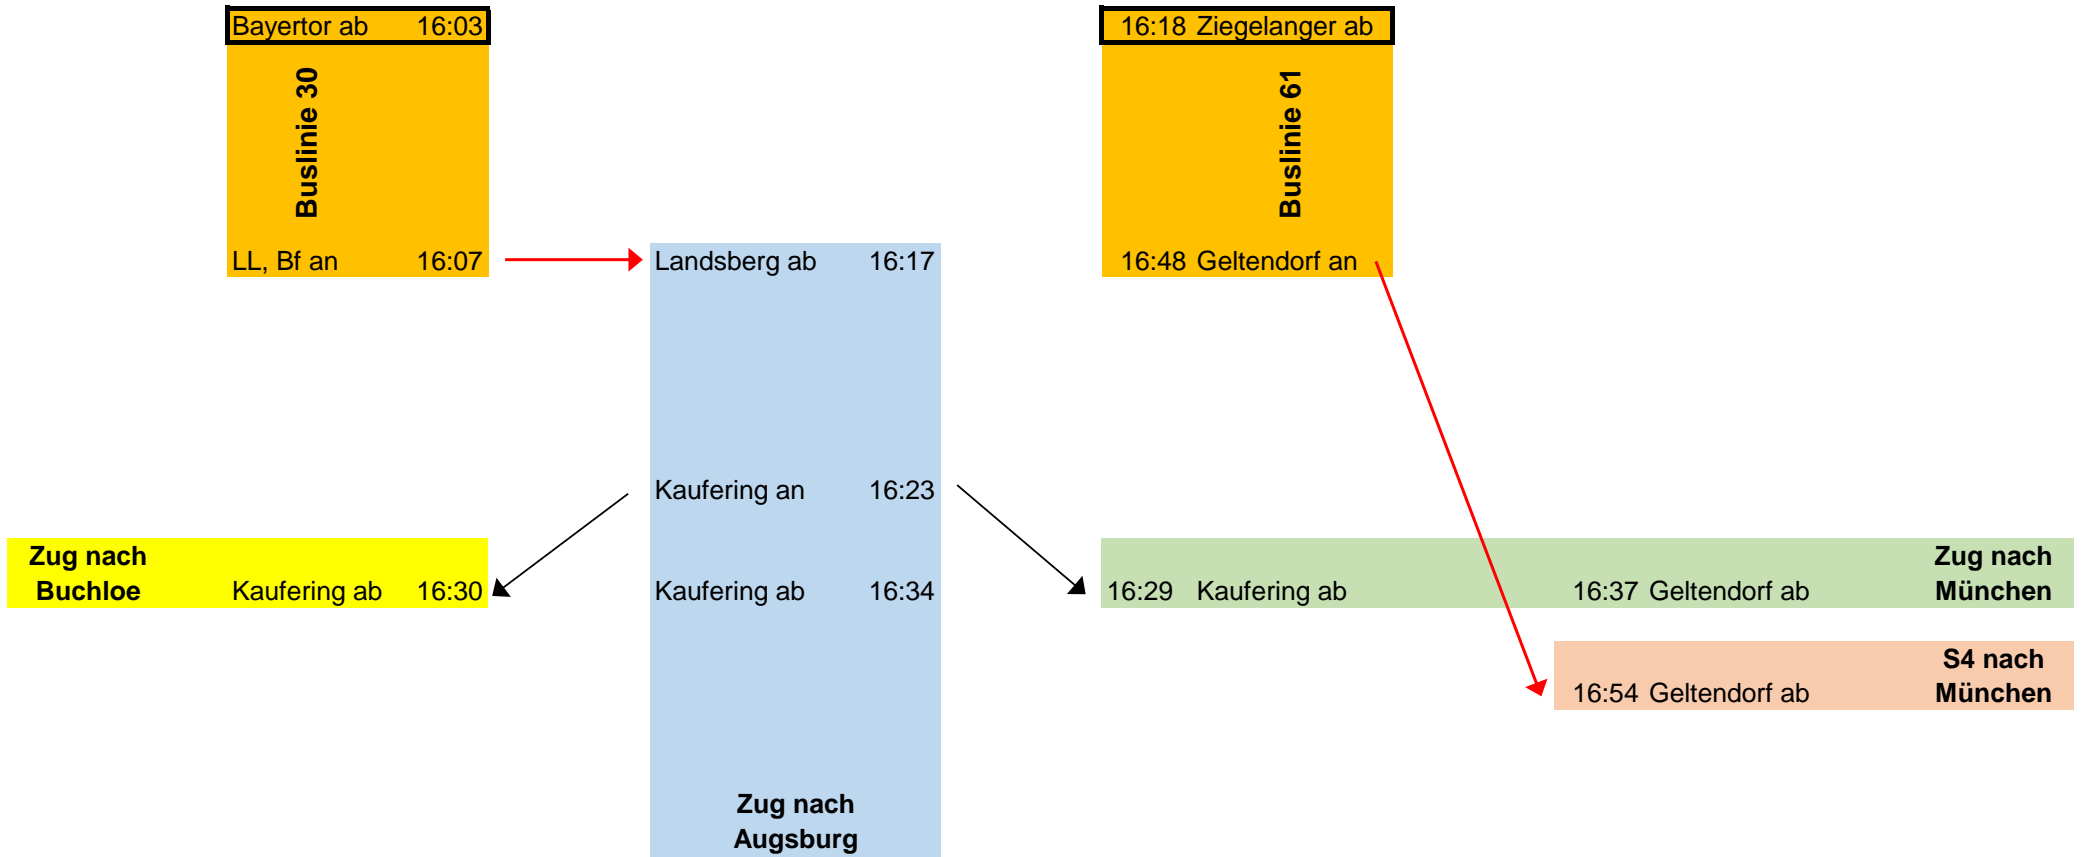 Bayertor ab 16:03
16:18 Ziegelanger ab
Buslinie 30
Buslinie 61
LL, Bf an 16:07
Landsberg ab 16:17
16:48 Geltendorf an
Kaufering an 16:23
Zug nach
Buchloe Kaufering ab 16:30
Kaufering ab 16:34
16:29 Kaufering ab 16:37 Geltendorf ab
Zug nach
München
S4 nach
16:54 Geltendorf ab München
Zug nach
Augsburg